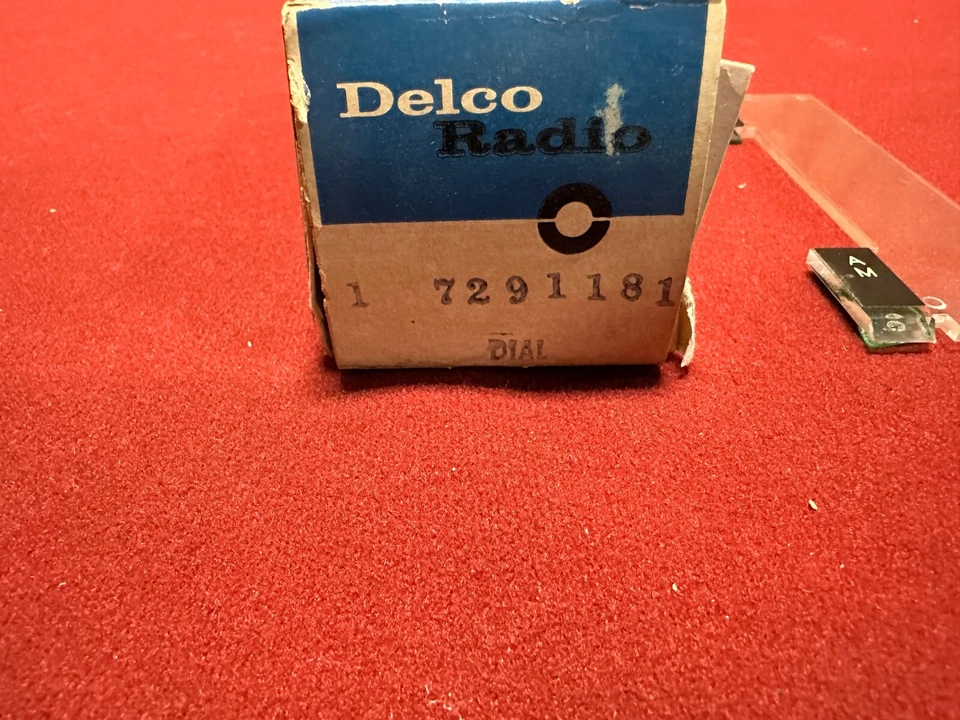 Delco
Radio
1 7291181
DIAL
AM